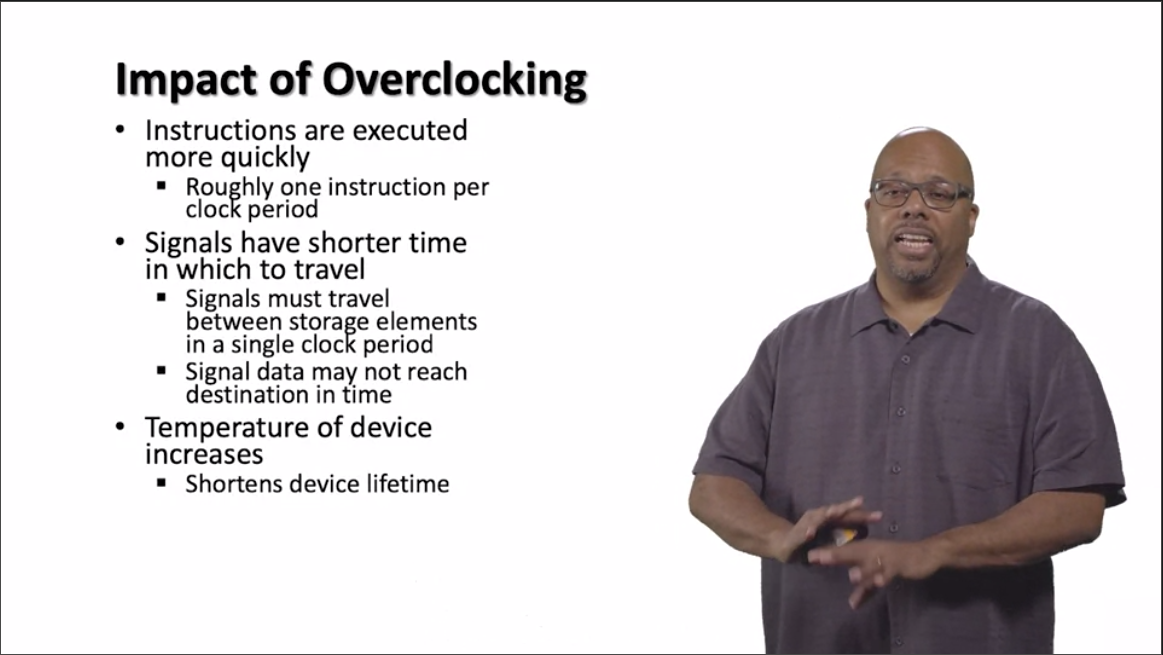 Impact of Overclocking
• Instructions are executed
more quickly
▪ Roughly one instruction per
clock period
• Signals have shorter time
in which to travel
▪ Signals must travel
between storage elements
in a single clock period
▪ Signal data may not reach
destination in time
• Temperature of device
increases
▪ Shortens device lifetime